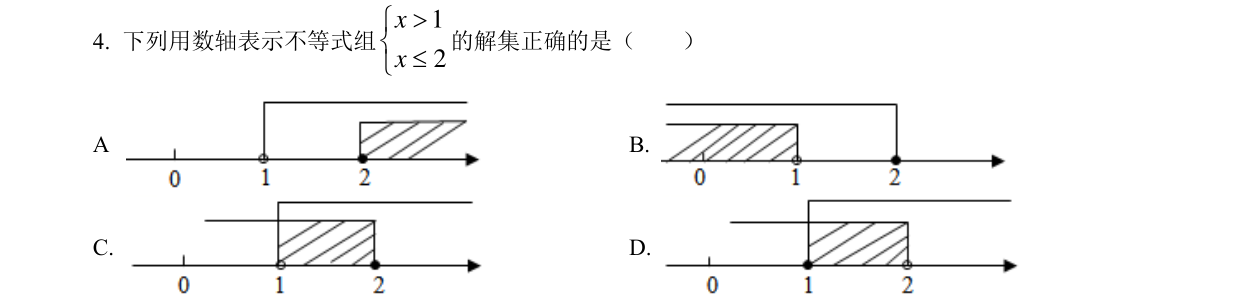 4. 下列用数轴表示不等式组{x > 1
x ≤ 2 的解集正确的是（  ）
A
0 1 2
B.
0 1 2
C.
0 1 2
D.
0 1 2